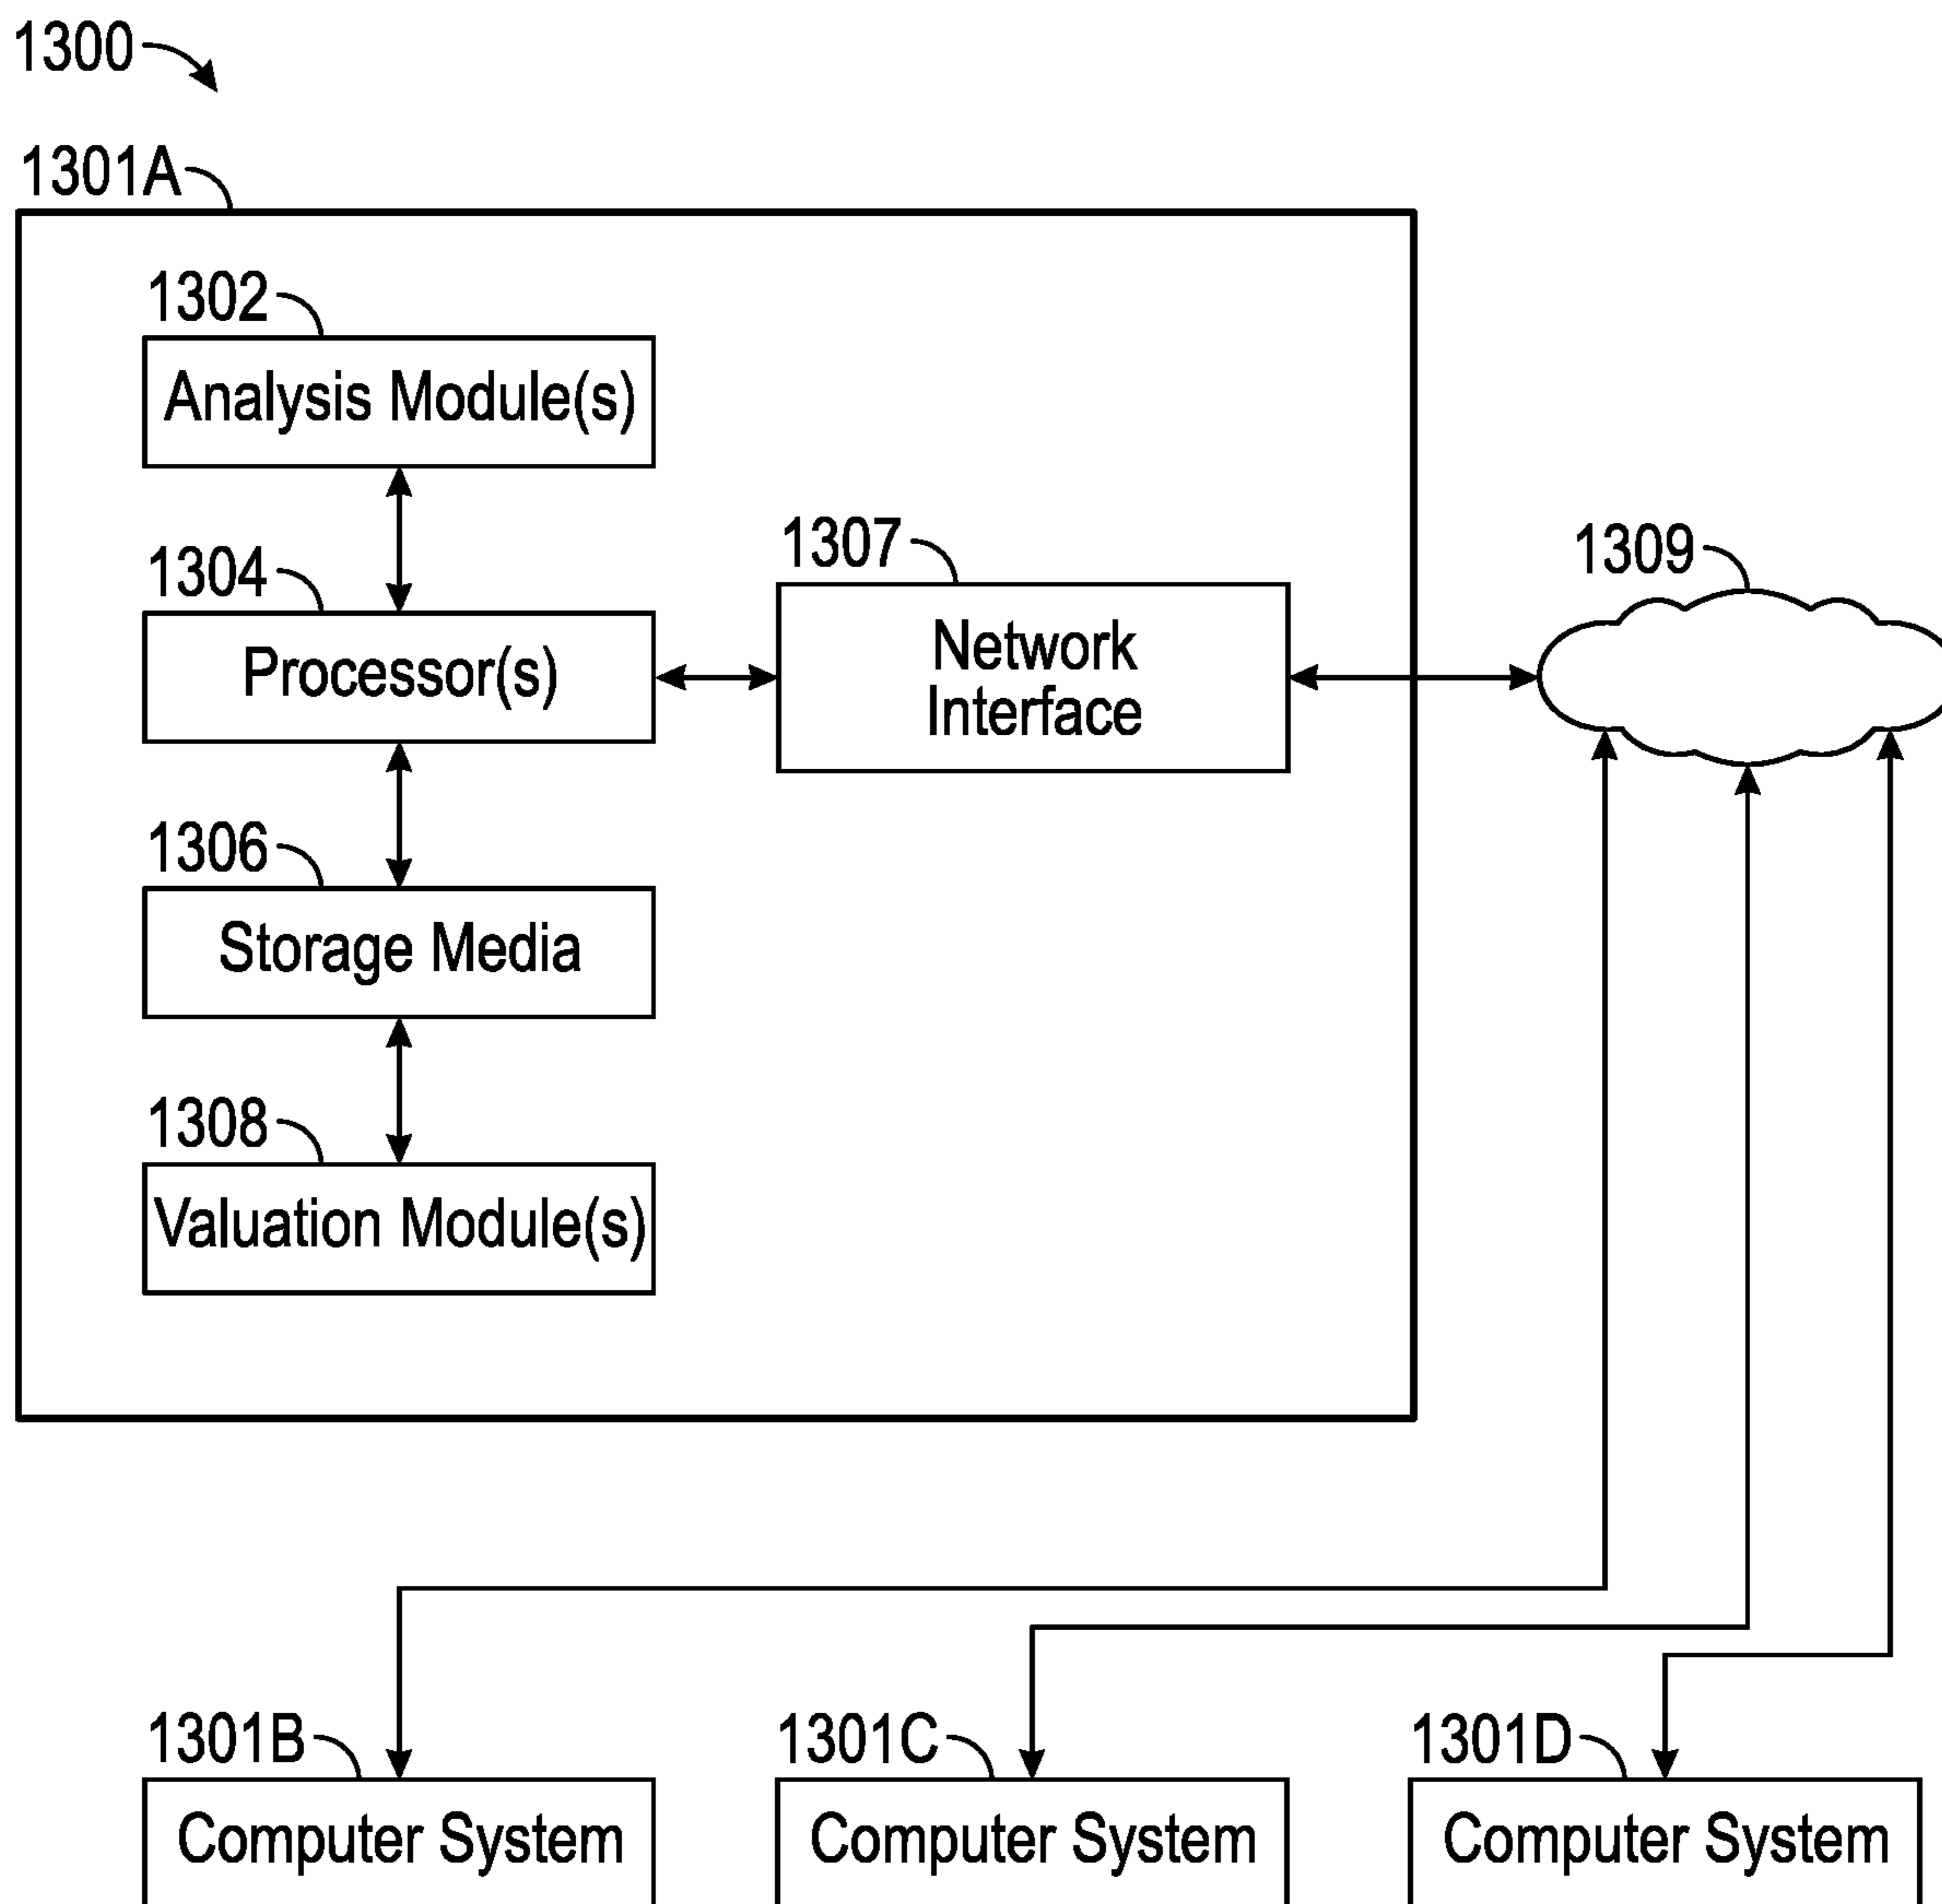 1300
1301A
1302
Analysis Module(s)
1304
Processor(s)
1307
Network
Interface
1309
1306
Storage Media
1308
Valuation Module(s)
1301B
Computer System
1301C
Computer System
1301D
Computer System